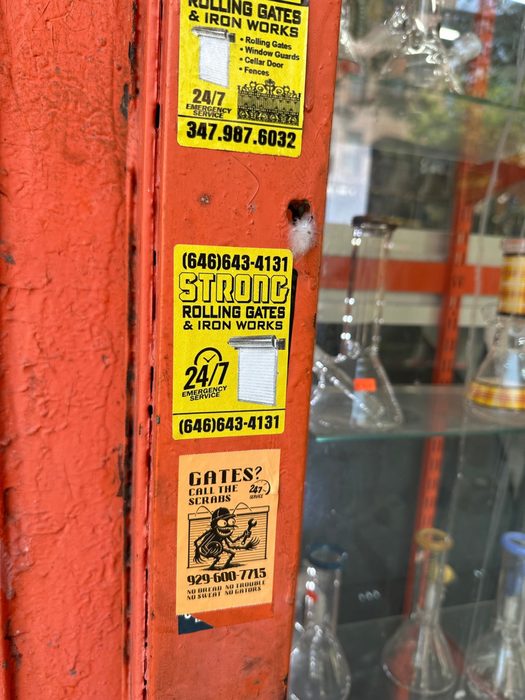 ROLLING GATES
& IRON WORKS
• Rolling Gates
• Window Guards
• Cellar Door
• Fences
24/7
EMERGENCY
SERVICE
347.987.6032
(646)643-4131
STRONG
ROLLING GATES
& IRON WORKS
24/7
EMERGENCY
SERVICE
(646)643-4131
GATES?
CALL THE
SCRABS
24/7
SERVICE
929-600-7715
NO BREAD NO TROUBLE
NO SWEAT NO GATORS